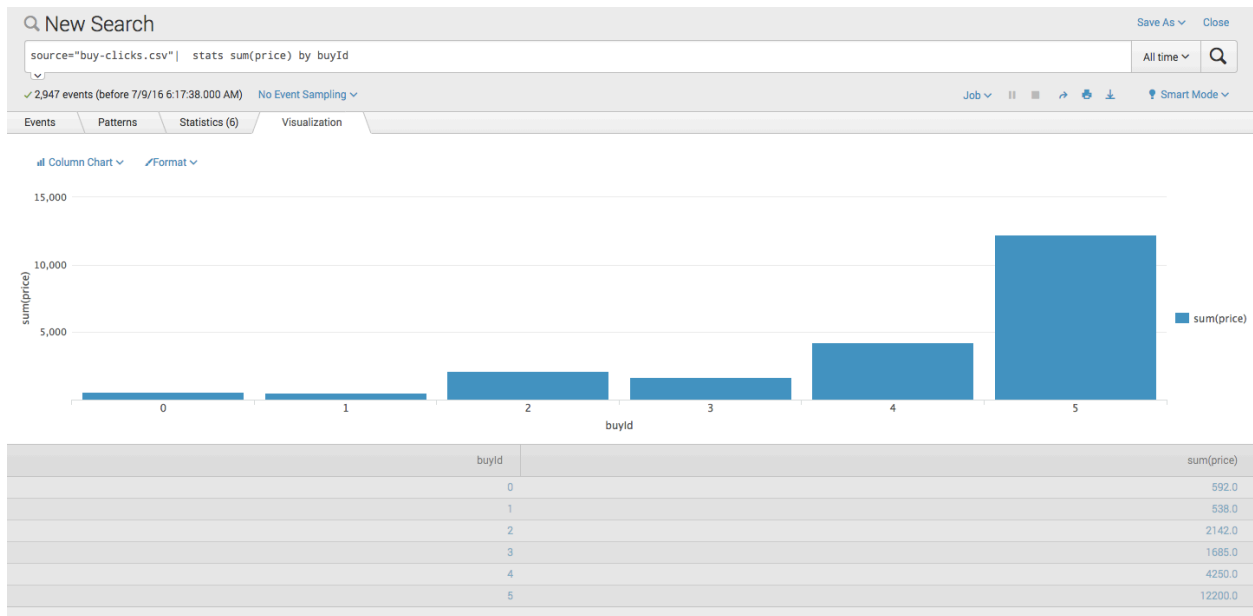 New Search
Save As Close
source="buy-clicks.csv"| stats sum(price) by buyId
All time
✓ 2,947 events (before 7/9/16 6:17:38.000 AM) No Event Sampling
Job Smart Mode
Events Patterns Statistics (6) Visualization
Column Chart Format
15,000
10,000
5,000
sum(price)
sum(price)
0 1 2 3 4 5
buyId
buyId sum(price)
0 592.0
1 538.0
2 2142.0
3 1685.0
4 4250.0
5 12200.0